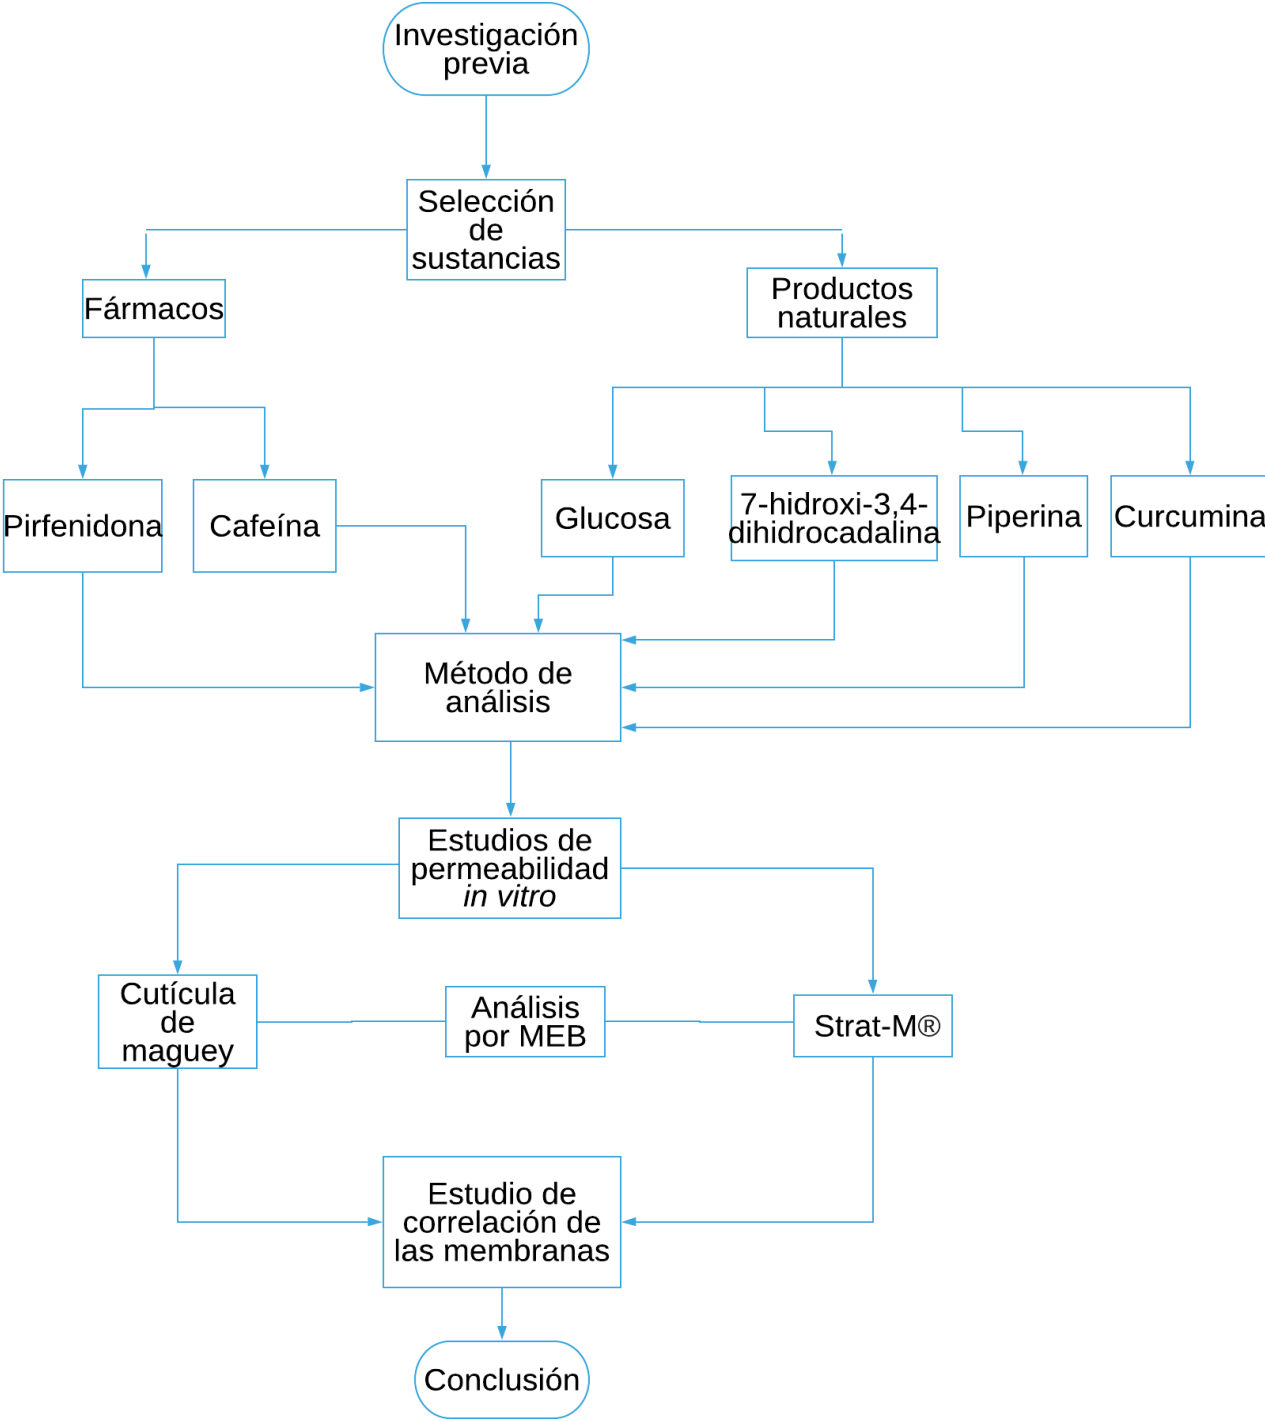 Investigación
previa
Selección
de
sustancias
Fármacos
Productos
naturales
Pirfenidona
Cafeína
Glucosa
7-hidroxi-3,4-
dihidrocadalina
Piperina
Curcumina
Método de
análisis
Estudios de
permeabilidad
in vitro
Cutícula
de
maguey
Análisis
por MEB
Strat-M®
Estudio de
correlación de
las membranas
Conclusión